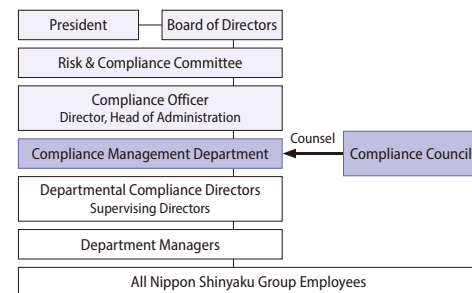 President
Board of Directors
Risk & Compliance Committee
Compliance Officer
Director, Head of Administration
Compliance Management Department
Counsel
Compliance Council
Departmental Compliance Directors
Supervising Directors
Department Managers
All Nippon Shinyaku Group Employees